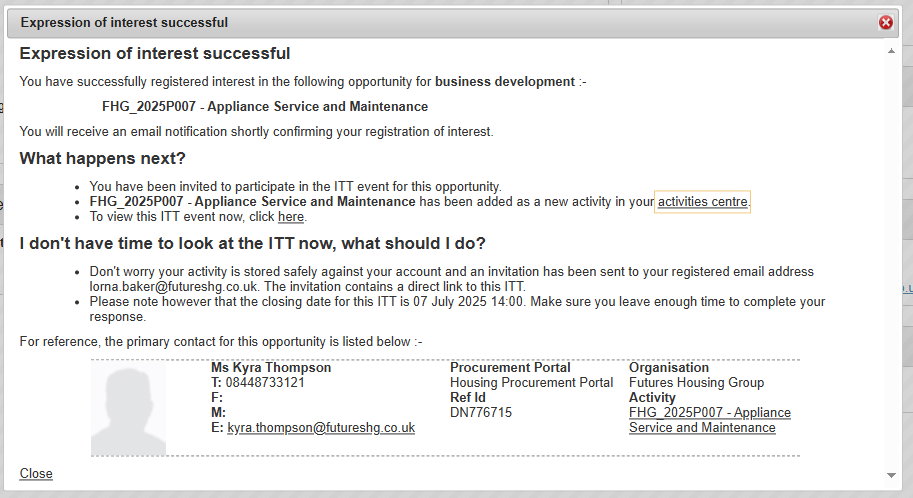 Expression of interest successful
Expression of interest successful
You have successfully registered interest in the following opportunity for business development :-
FHG_2025P007 - Appliance Service and Maintenance
You will receive an email notification shortly confirming your registration of interest.
What happens next?
• You have been invited to participate in the ITT event for this opportunity.
• FHG_2025P007 - Appliance Service and Maintenance has been added as a new activity in your activities centre.
• To view this ITT event now, click here.
I don't have time to look at the ITT now, what should I do?
• Don't worry your activity is stored safely against your account and an invitation has been sent to your registered email address
lorna.baker@futureshg.co.uk. The invitation contains a direct link to this ITT.
• Please note however that the closing date for this ITT is 07 July 2025 14:00. Make sure you leave enough time to complete your
response.
For reference, the primary contact for this opportunity is listed below :-
Ms Kyra Thompson
T: 08448733121
F:
M:
E: kyra.thompson@futureshg.co.uk
Procurement Portal
Housing Procurement Portal
Ref Id
DN776715
Organisation
Futures Housing Group
Activity
FHG_2025P007 - Appliance
Service and Maintenance
Close